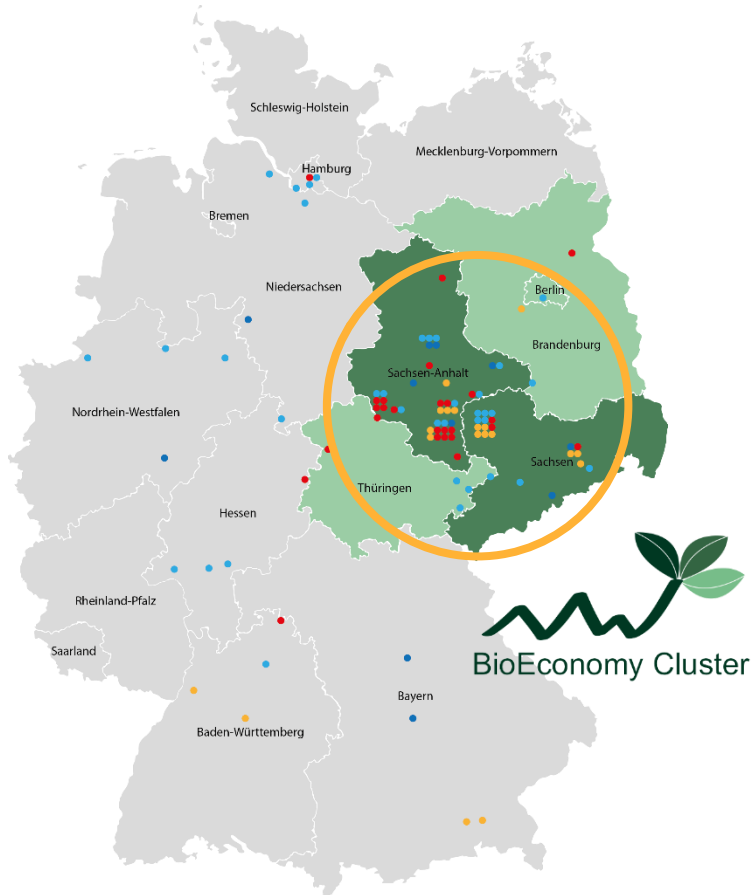 Schleswig-Holstein
Mecklenburg-Vorpommern
Hamburg
Bremen
Niedersachsen
Berlin
Brandenburg
Sachsen-Anhalt
Nordrhein-Westfalen
Sachsen
Thüringen
Hessen
Rheinland-Pfalz
Saarland
BioEconomy Cluster
Bayern
Baden-Württemberg